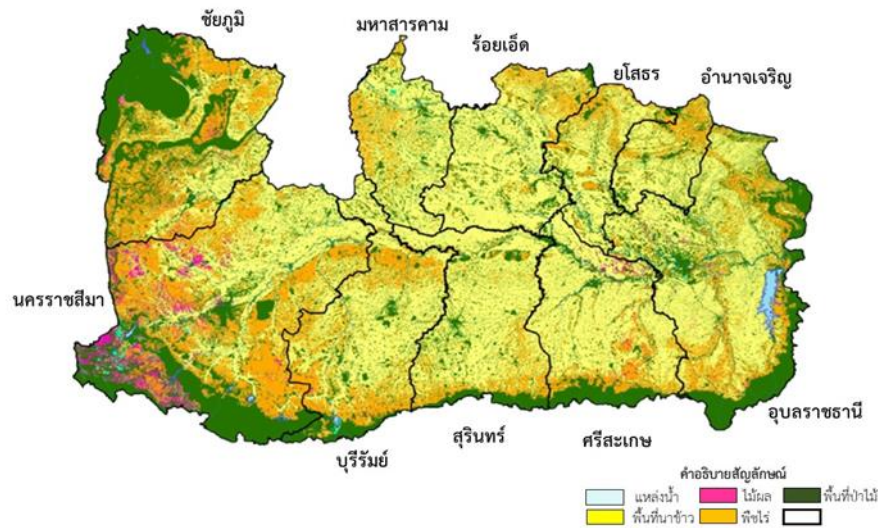 ชัยภูมิ
มหาสารคาม
ร้อยเอ็ด
ยโสธร
อำนาจเจริญ
นครราชสีมา
อุบลราชธานี
บุรีรัมย์
สุรินทร์
ศรีสะเกษ
คำอธิบายสัญลักษณ์
แหล่งน้ำ ไม้ผล พื้นที่ป่าไม้
พื้นที่นาข้าว พืชไร่